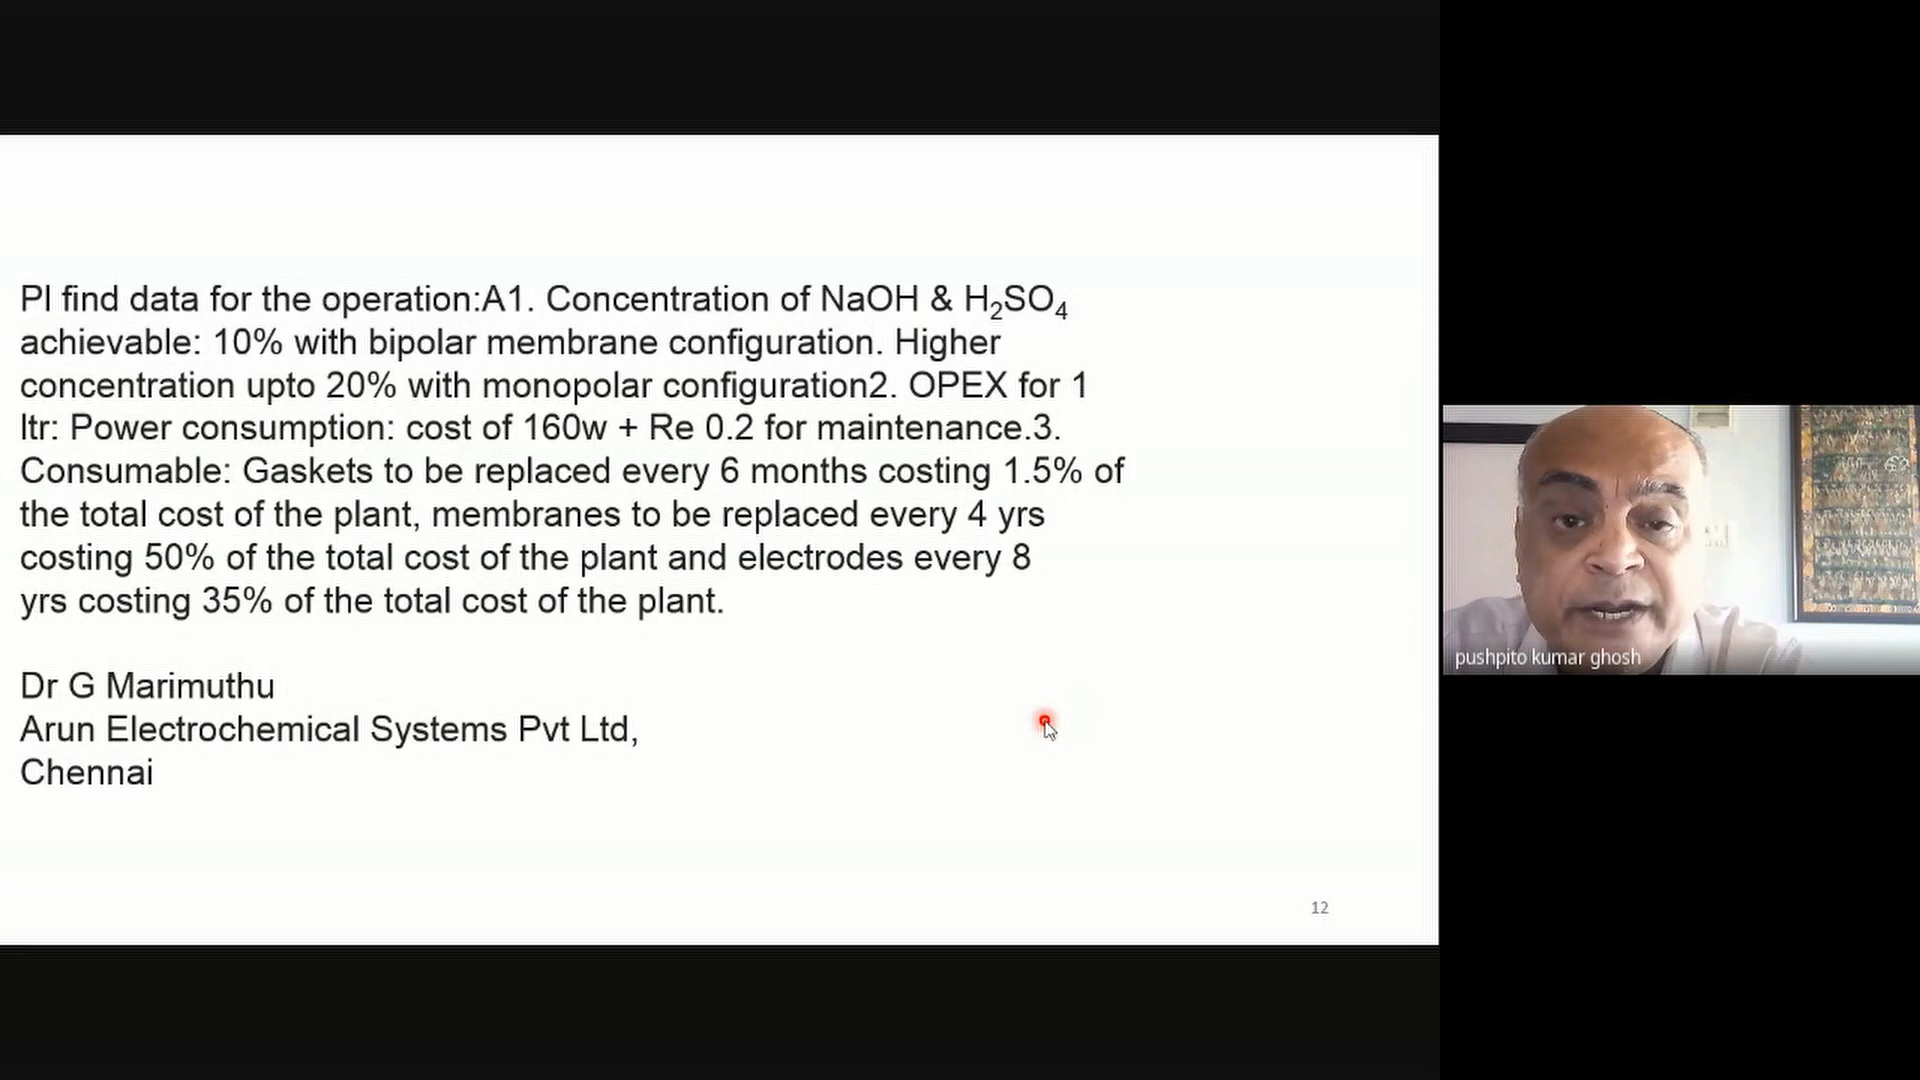 Pl find data for the operation:A1. Concentration of NaOH & H₂SO₄
achievable: 10% with bipolar membrane configuration. Higher
concentration upto 20% with monopolar configuration2. OPEX for 1
ltr: Power consumption: cost of 160w + Re 0.2 for maintenance.3.
Consumable: Gaskets to be replaced every 6 months costing 1.5% of
the total cost of the plant, membranes to be replaced every 4 yrs
costing 50% of the total cost of the plant and electrodes every 8
yrs costing 35% of the total cost of the plant.
Dr G Marimuthu
Arun Electrochemical Systems Pvt Ltd,
Chennai
12
pushpito kumar ghosh